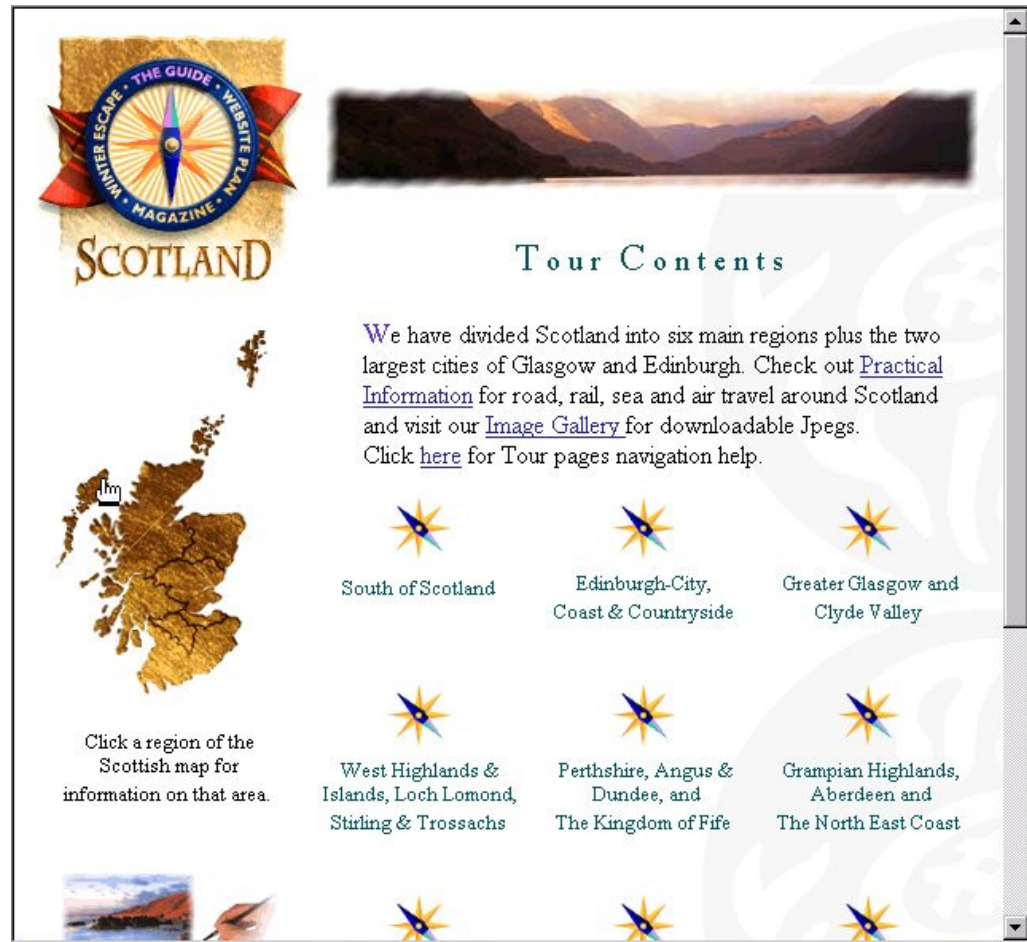 THE GUIDE · WEBSITE PLAN · MAGAZINE · WINTER ESCAPE ·
SCOTLAND
Tour Contents
We have divided Scotland into six main regions plus the two
largest cities of Glasgow and Edinburgh. Check out Practical
Information for road, rail, sea and air travel around Scotland
and visit our Image Gallery for downloadable Jpegs.
Click here for Tour pages navigation help.
South of Scotland
Edinburgh-City,
Coast & Countryside
Greater Glasgow and
Clyde Valley
Click a region of the
Scottish map for
information on that area.
West Highlands &
Islands, Loch Lomond,
Stirling & Trossachs
Perthshire, Angus &
Dundee, and
The Kingdom of Fife
Grampian Highlands,
Aberdeen and
The North East Coast